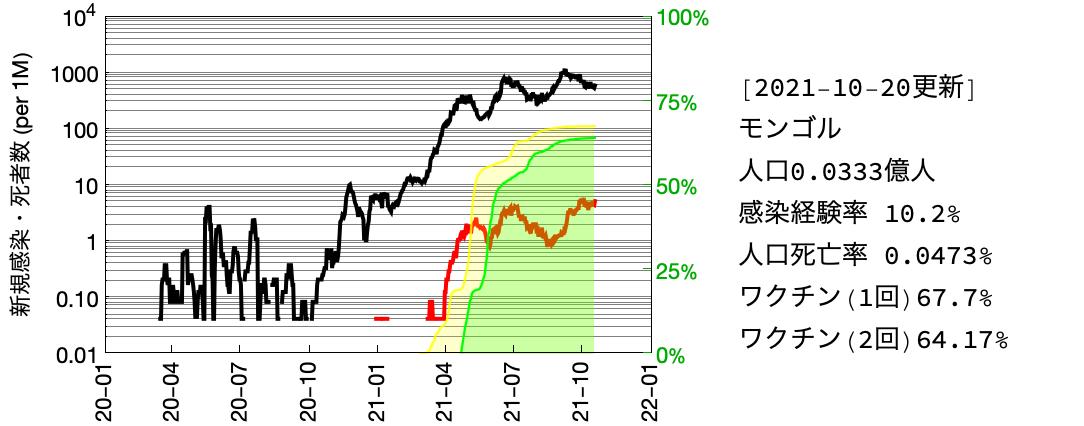 新規感染・死者数 (per 1M)
10^4
1000
100
10
1
0.10
0.01
100%
75%
50%
25%
0%
20-01
20-04
20-07
20-10
21-01
21-04
21-07
21-10
22-01
[2021-10-20更新]
モンゴル
人口0.0333億人
感染経験率 10.2%
人口死亡率 0.0473%
ワクチン(1回)67.7%
ワクチン(2回)64.17%